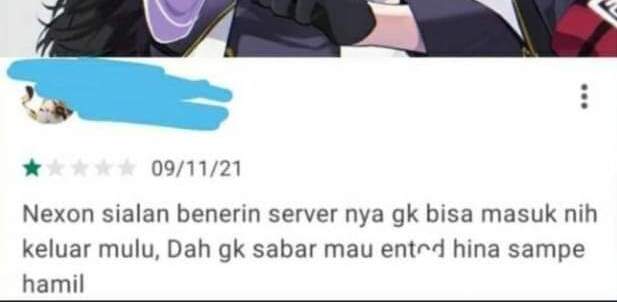 09/11/21
Nexon sialan benerin server nya gk bisa masuk nih
keluar mulu, Dah gk sabar mau entod hina sampe
hamil